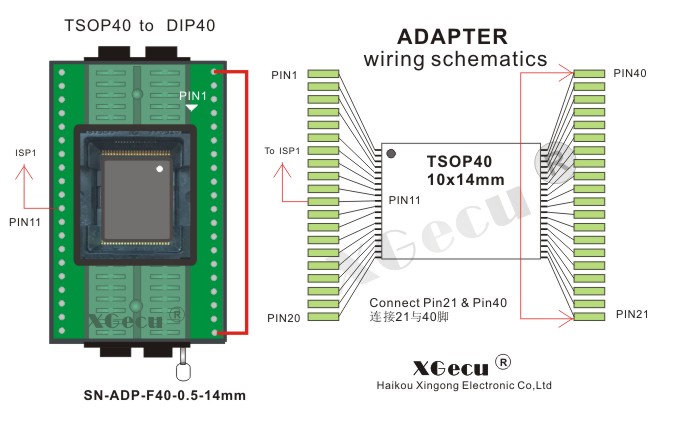 TSOP40 to DIP40
PIN1
ISP1
PIN11
XGecu ®
SN-ADP-F40-0.5-14mm
ADAPTER
wiring schematics
PIN1
PIN40
To ISP1
TSOP40
10x14mm
PIN11
XGecu ®
Connect Pin21 & Pin40
连接21与40脚
PIN20
PIN21
XGecu ®
Haikou Xingong Electronic Co,Ltd